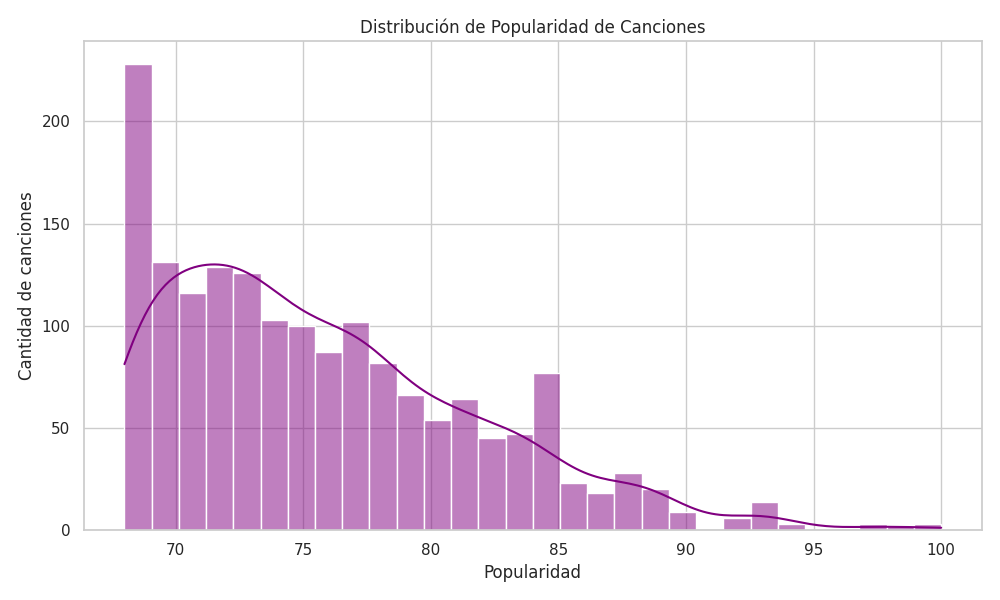 Distribución de Popularidad de Canciones
Cantidad de canciones
200
150
100
50
0
70 75 80 85 90 95 100
Popularidad